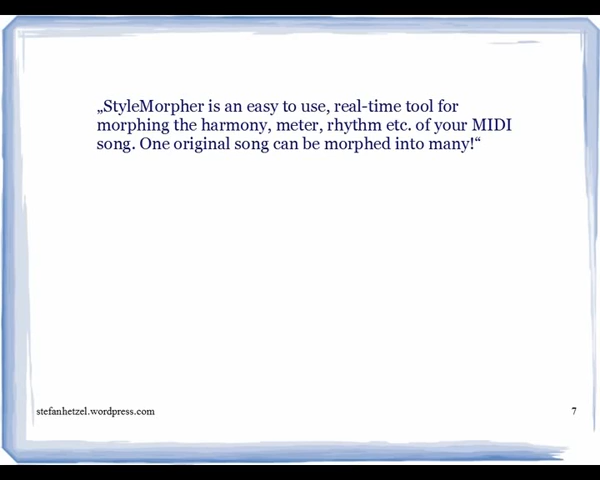 „StyleMorpher is an easy to use, real-time tool for
morphing the harmony, meter, rhythm etc. of your MIDI
song. One original song can be morphed into many!“
stefanhetzel.wordpress.com
7